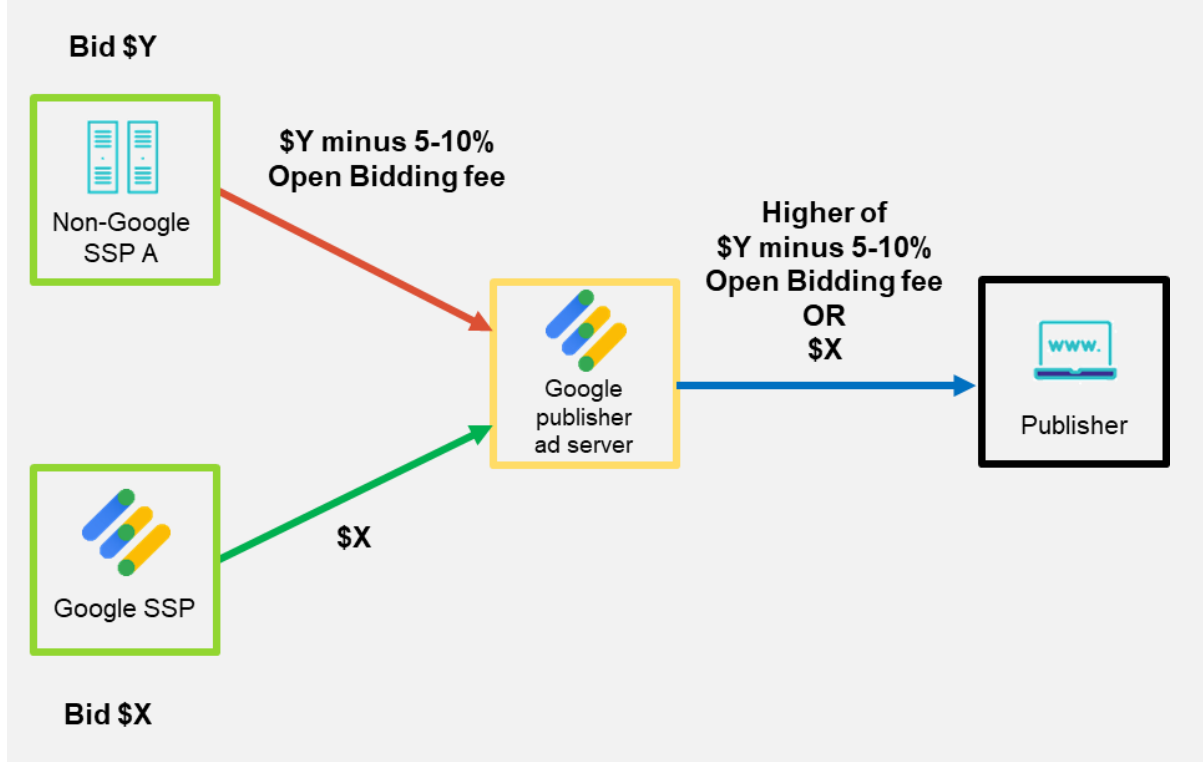 Bid $Y
$Y minus 5-10%
Open Bidding fee
Non-Google
SSP A
Higher of
$Y minus 5-10%
Open Bidding fee
OR
$X
www.
Google
publisher
ad server
Publisher
$X
Google SSP
Bid $X